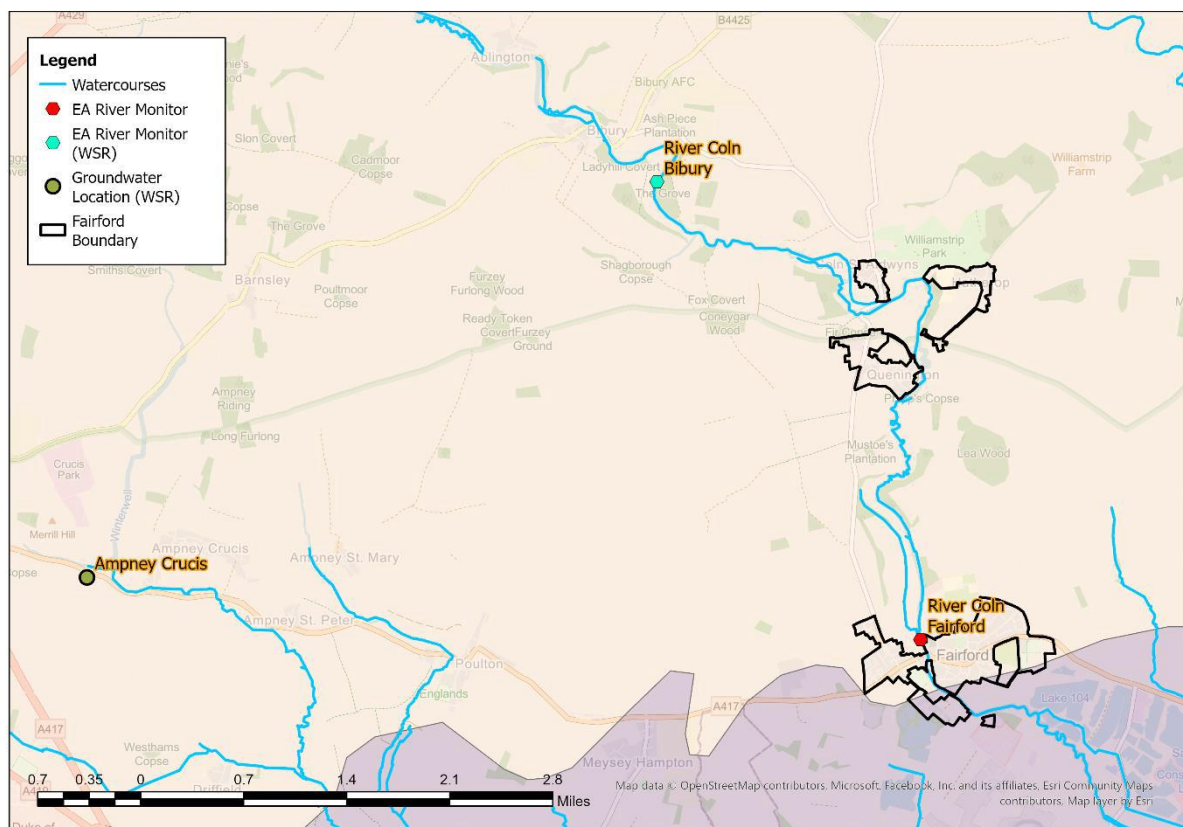 A429
B4425
Legend
Watercourses
EA River Monitor
EA River Monitor
(WSR)
Groundwater
Location (WSR)
Fairford
Boundary
Ablington
Bibury AFC
Ash Piece
Plantation
Bibury
Slon Covert
Cadmoor
Copse
Ladyhill Covert
River Coln
Bibury
The Grove
Williamstrip
Farm
The Grove
Williamstrip
Park
Smiths Covert
Barnsley
Poultmoor
Copse
Shagborough
Copse
Furzey
Furlong Wood
Fox Covert
Coneygar
Wood
Ready Token
Covert
Furzey
Ground
Quenington
Copse
Ampney
Riding
Long Furlong
Mustoe's
Plantation
Lea Wood
Crucis
Park
Winterwell
Merrill Hill
Copse
Ampney Crucis
Ampney St. Mary
Ampney Crucis
Ampney St. Peter
River Coln
Fairford
Fairford
Poulton
Englands
A417
Lake 104
A417
Westhams
Copse
Meysey Hampton
Driffield
0.7 0.35 0 0.7 1.4 2.1 2.8
Miles
Map data © OpenStreetMap contributors, Microsoft, Facebook, Inc. and its affiliates, Esri Community Maps
contributors, Map layer by Esri
A419
Duke of